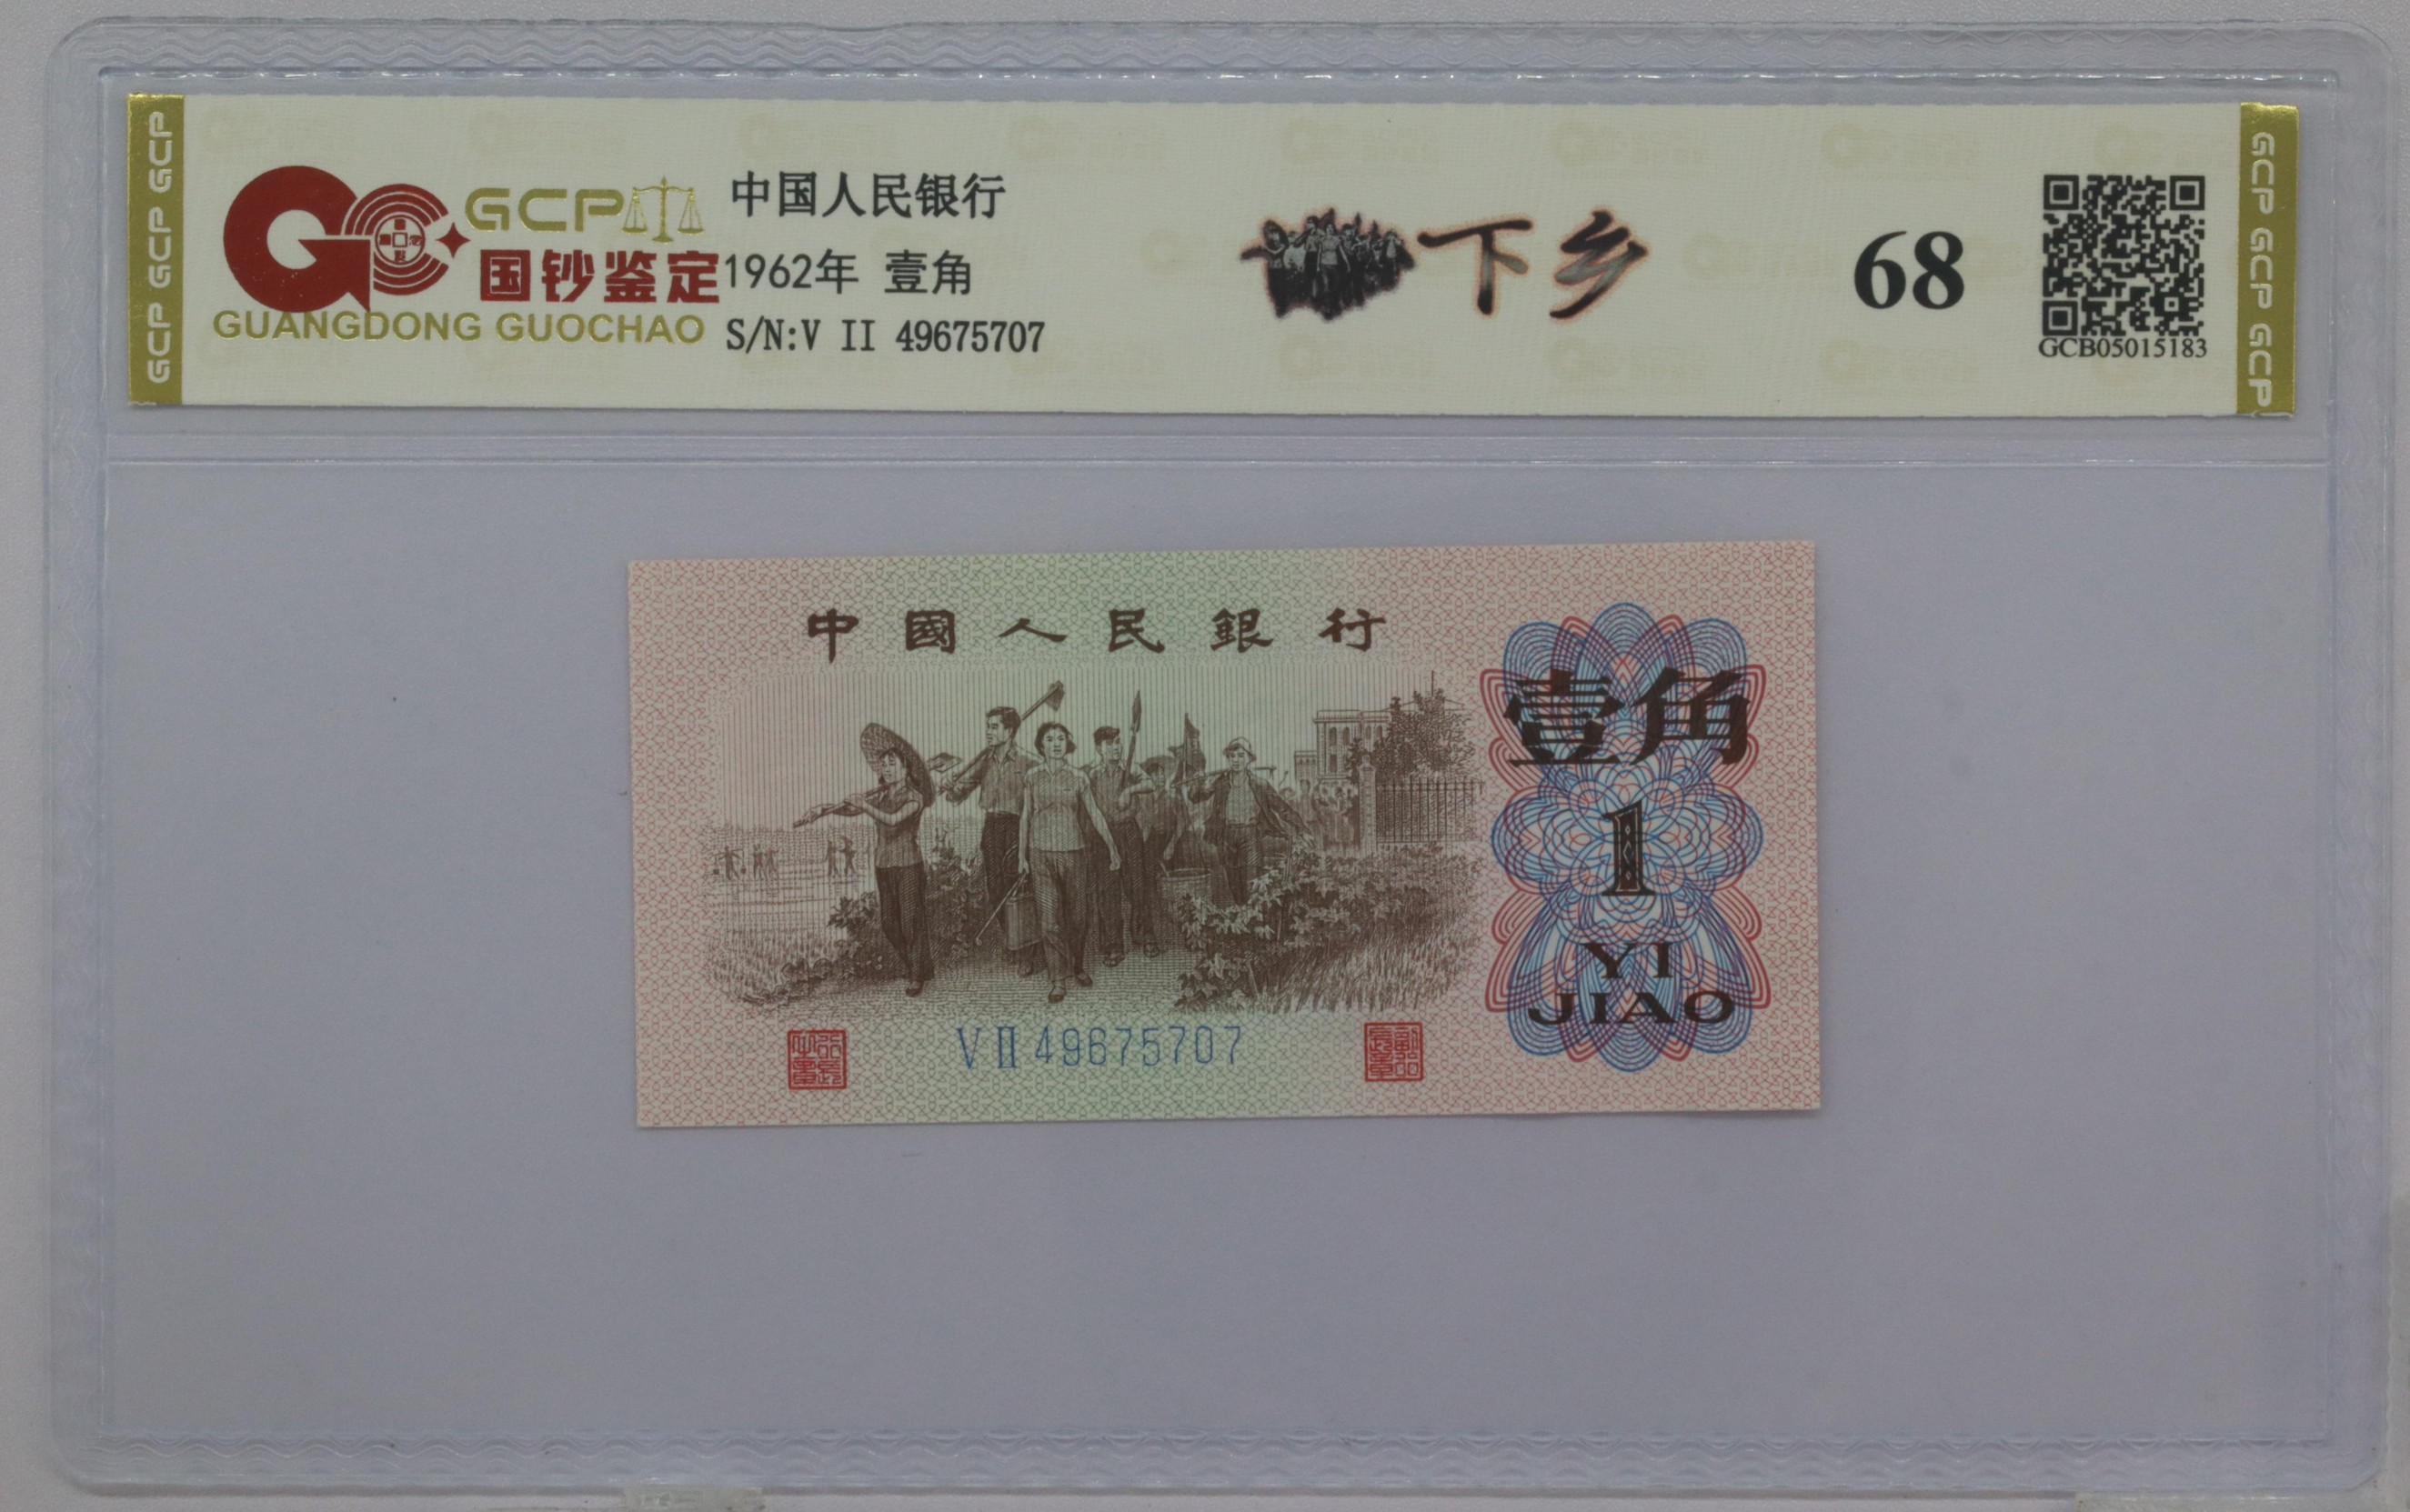 GCP GCP GCP
GCP
国钞鉴定
GUANGDONG GUOCHAO
中国人民银行
1962年 壹角
S/N:V II 49675707
下乡
68
GCB05015183
GCP GCP GCP
中國人民銀行
壹角
1
YI
JIAO
VII49675707